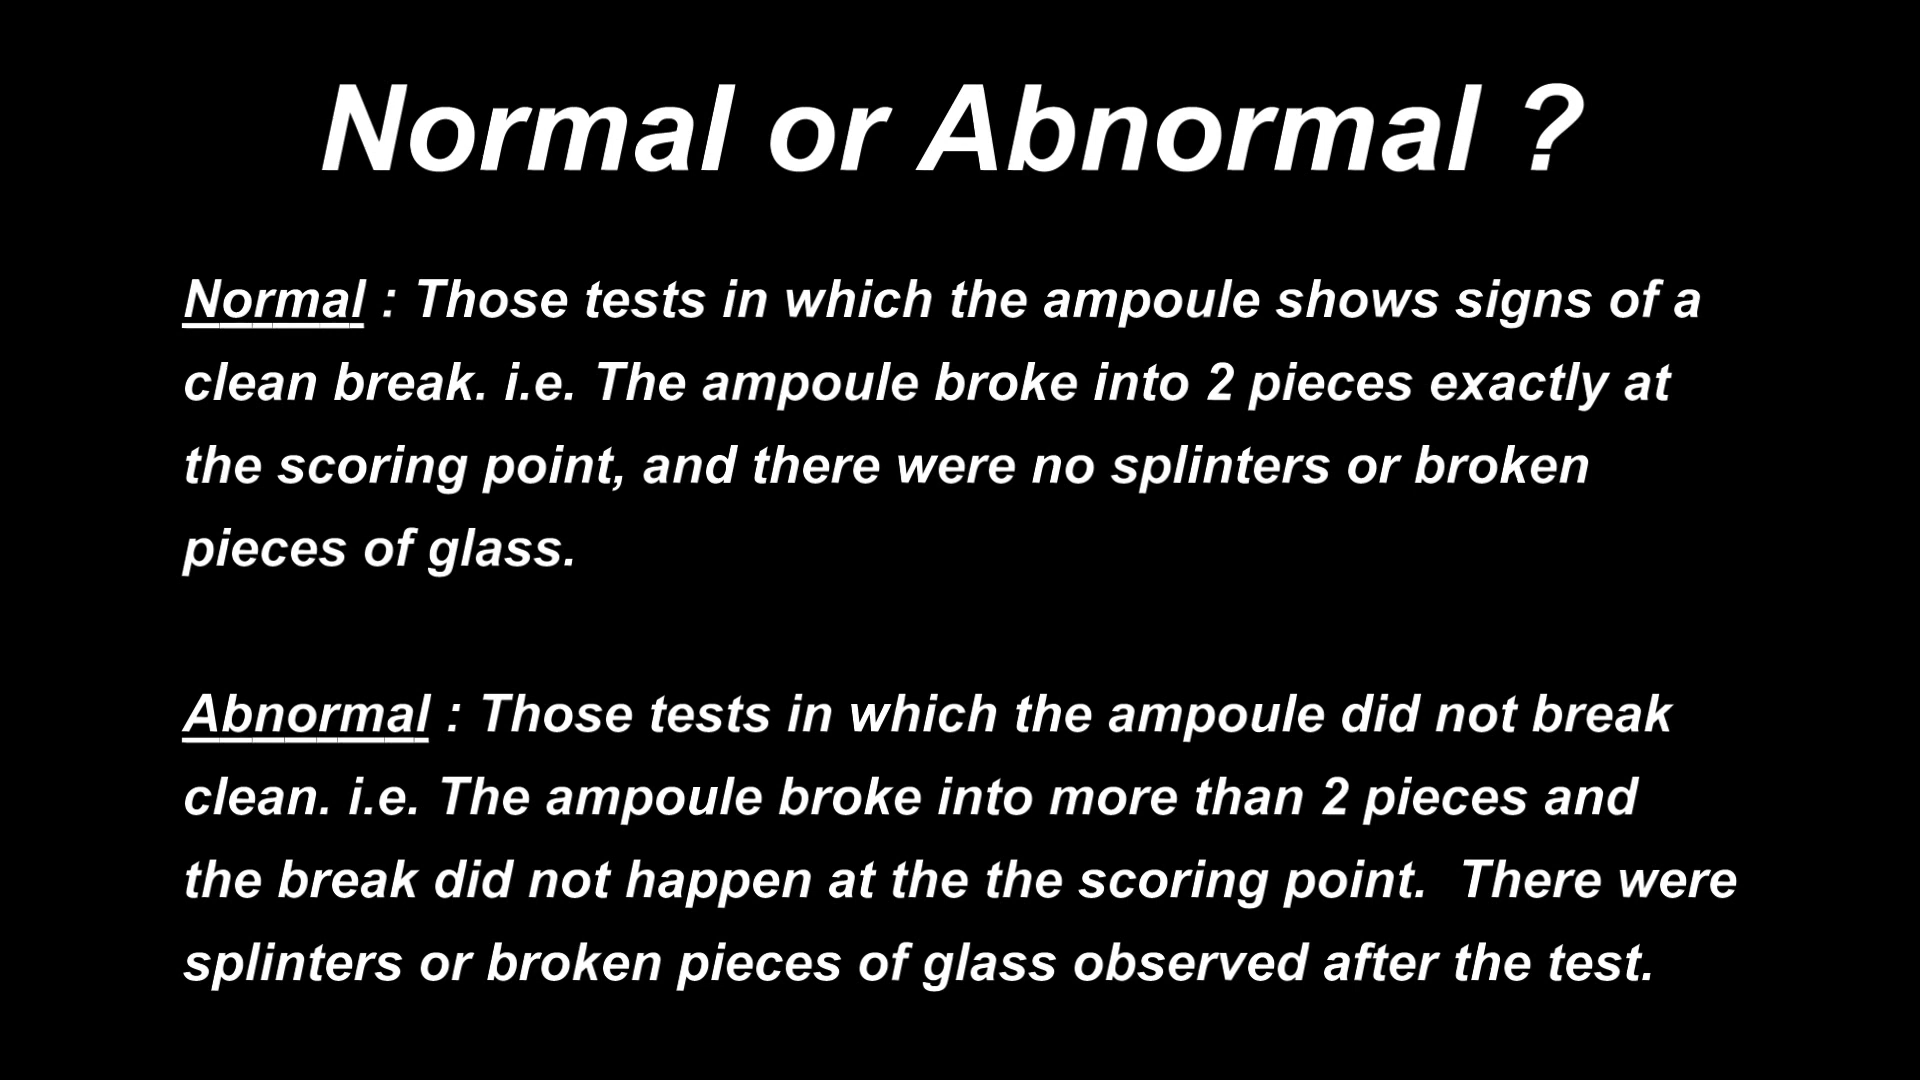 Normal or Abnormal ?
Normal : Those tests in which the ampoule shows signs of a
clean break. i.e. The ampoule broke into 2 pieces exactly at
the scoring point, and there were no splinters or broken
pieces of glass.
Abnormal : Those tests in which the ampoule did not break
clean. i.e. The ampoule broke into more than 2 pieces and
the break did not happen at the the scoring point.  There were
splinters or broken pieces of glass observed after the test.